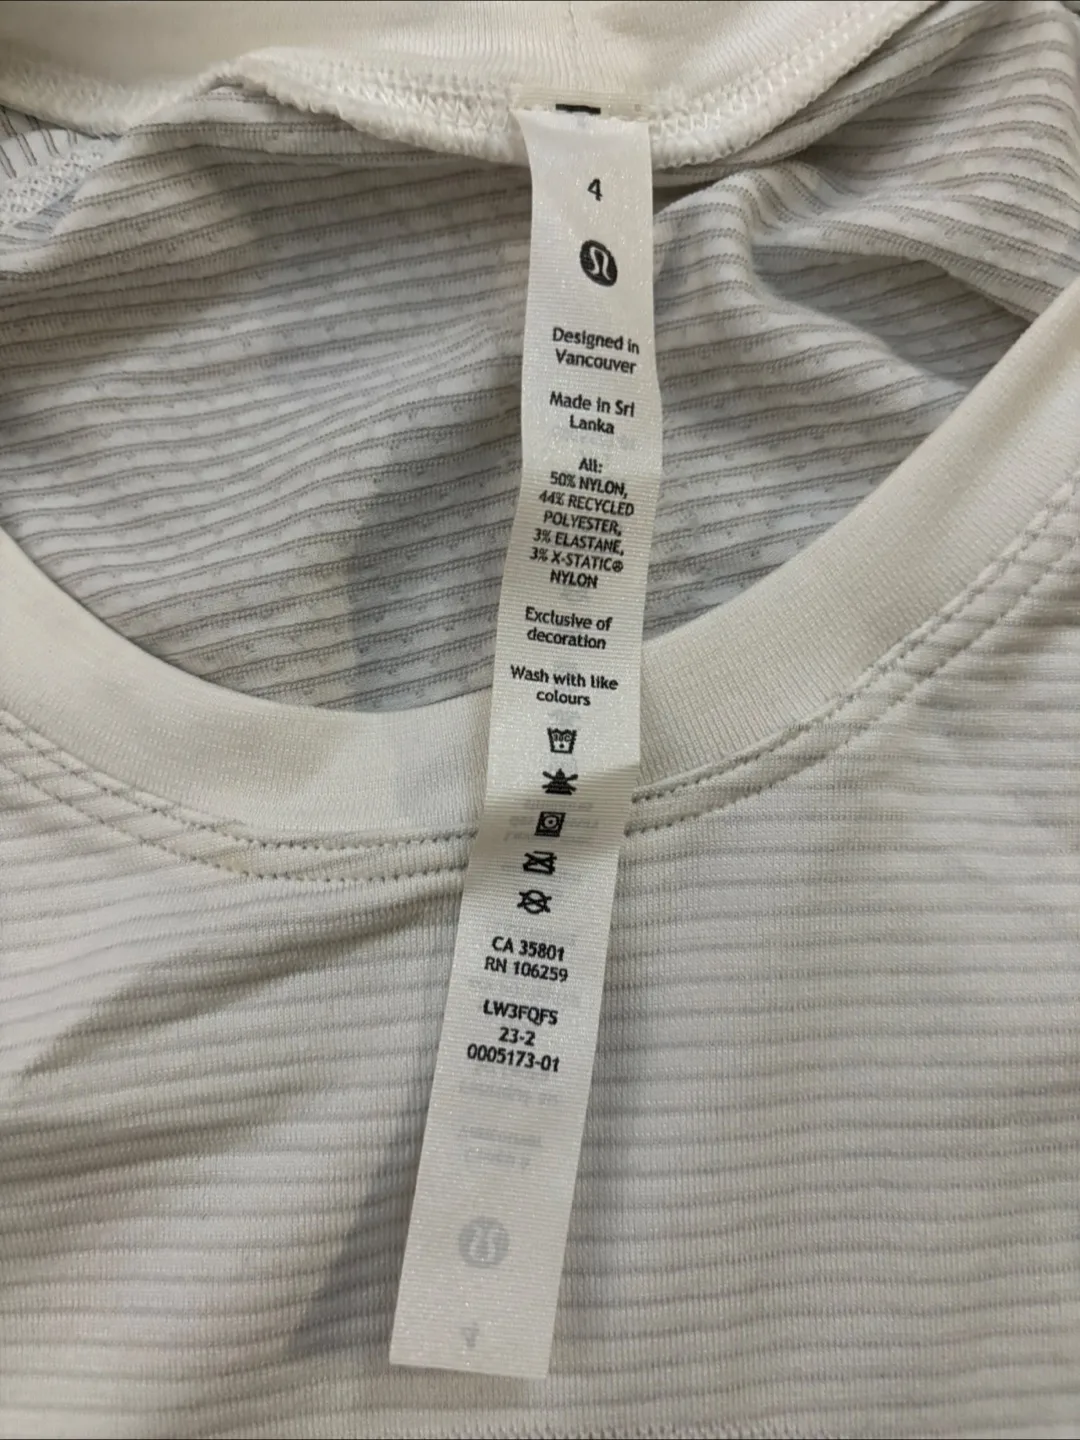 4
Designed in
Vancouver
Made in Sri
Lanka
All:
50% NYLON,
44% RECYCLED
POLYESTER,
3% ELASTANE,
3% X-STATIC®
NYLON
Exclusive of
decoration
Wash with like
colours
30C
CA 35801
RN 106259
LW3FQFS
23-2
0005173-01